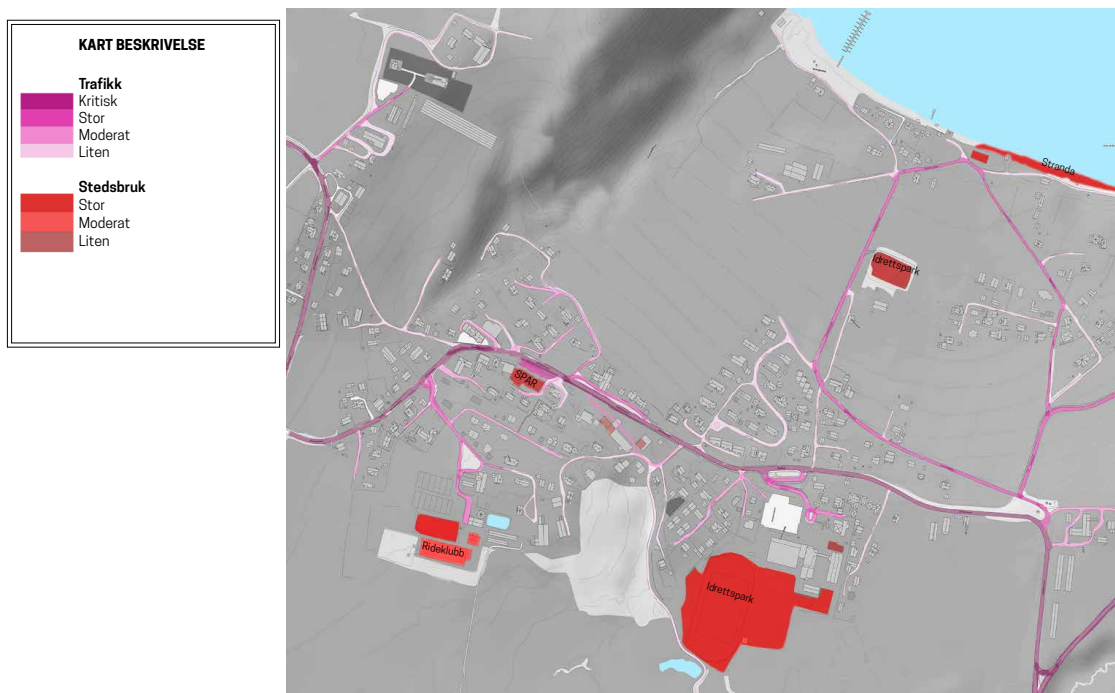 KART BESKRIVELSE
Trafikk
Kritisk
Stor
Moderat
Liten
Stedsbruk
Stor
Moderat
Liten
Stranda
Idrettspark
SPAR
Rideklubb
Idrettspark